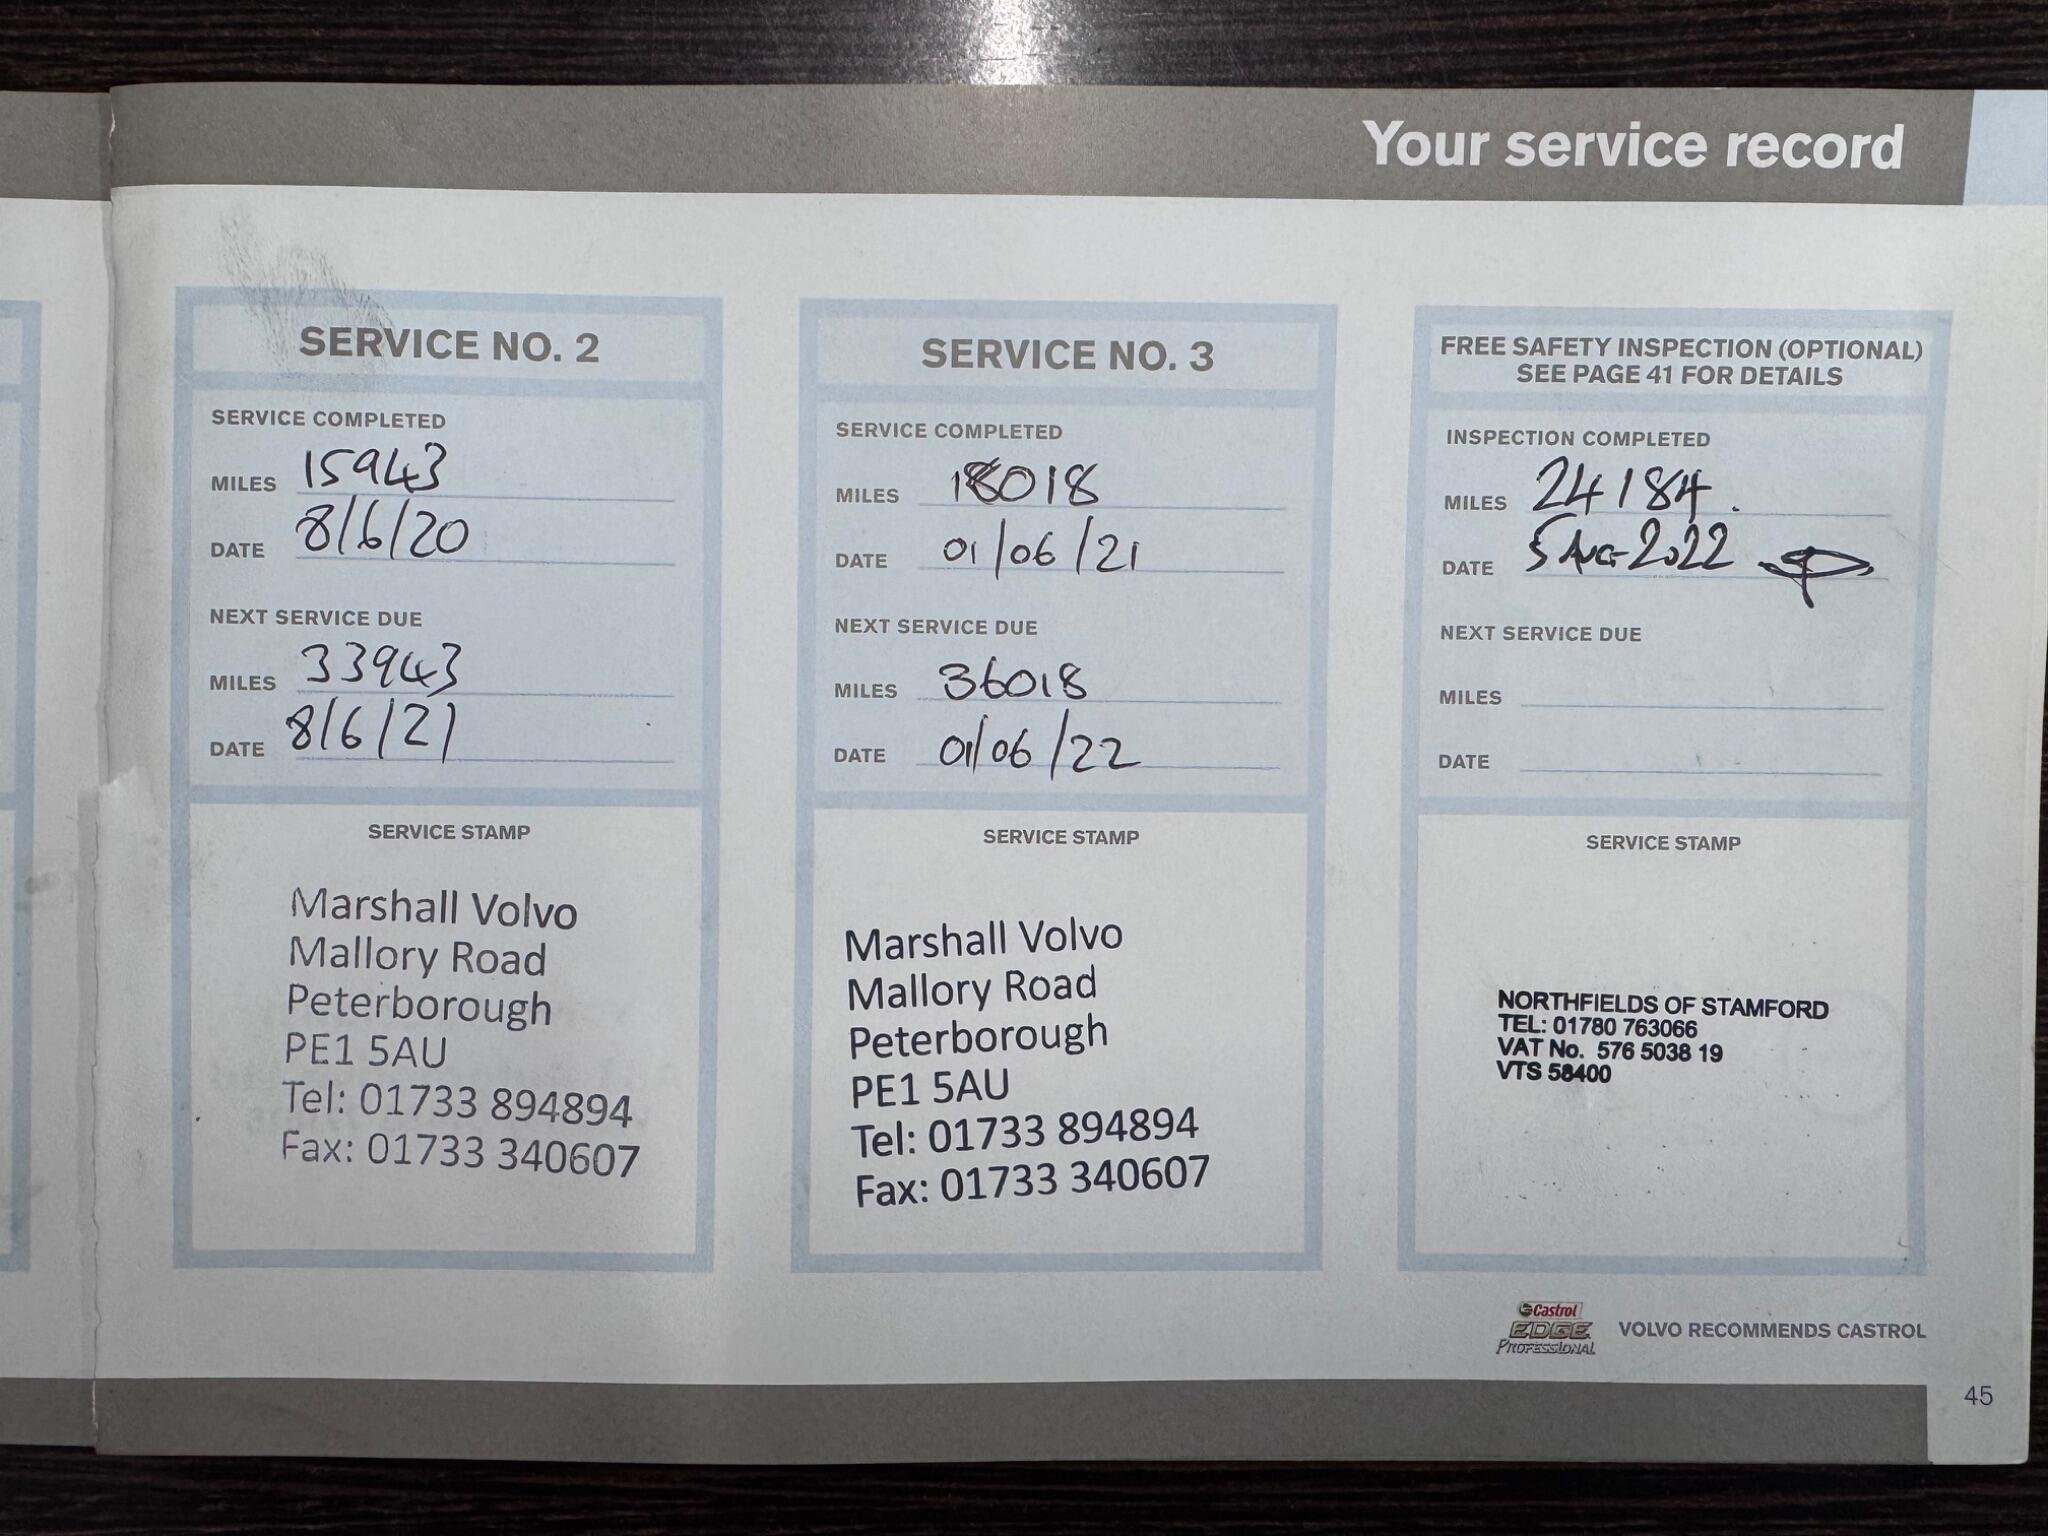 Your service record
SERVICE NO. 2
SERVICE COMPLETED
MILES 15943
DATE 8/6/20
NEXT SERVICE DUE
MILES 33943
DATE 8/6/21
SERVICE STAMP
Marshall Volvo
Mallory Road
Peterborough
PE1 5AU
Tel: 01733 894894
Fax: 01733 340607
SERVICE NO. 3
SERVICE COMPLETED
MILES 18018
DATE 01/06/21
NEXT SERVICE DUE
MILES 36018
DATE 01/06/22
SERVICE STAMP
Marshall Volvo
Mallory Road
Peterborough
PE1 5AU
Tel: 01733 894894
Fax: 01733 340607
FREE SAFETY INSPECTION (OPTIONAL)
SEE PAGE 41 FOR DETAILS
INSPECTION COMPLETED
MILES 24184.
DATE 5 AUG 2022
NEXT SERVICE DUE
MILES
DATE
SERVICE STAMP
NORTHFIELDS OF STAMFORD
TEL: 01780 763066
VAT No. 576 5038 19
VTS 58400
Castrol
EDGE
PROFESSIONAL
VOLVO RECOMMENDS CASTROL
45